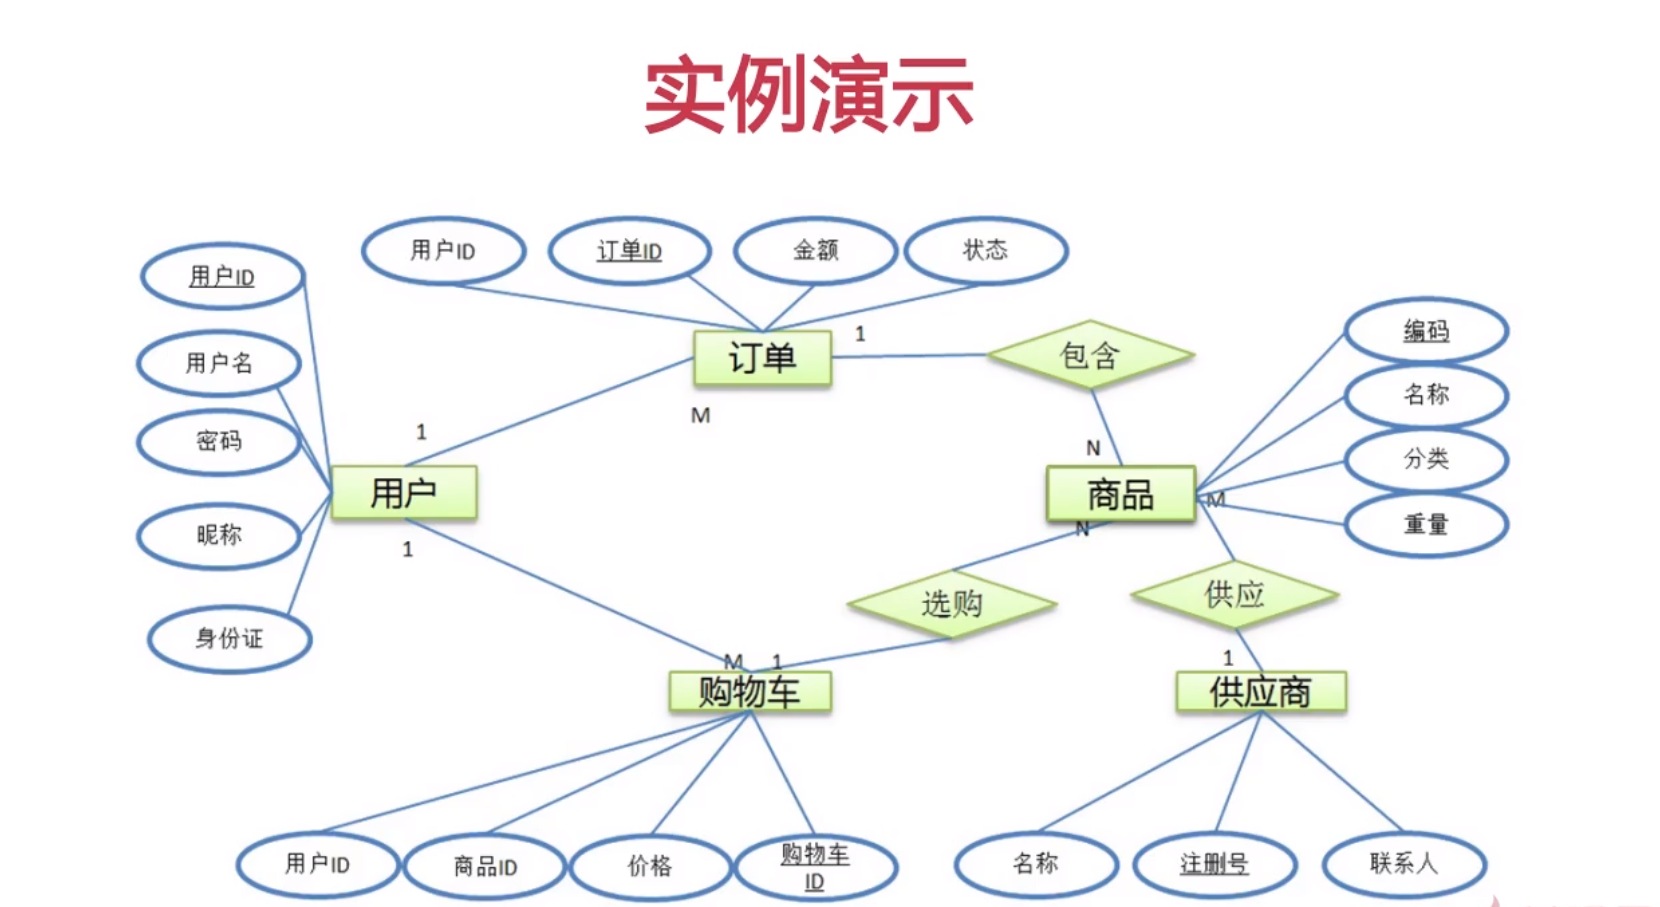 实例演示
用户ID
订单ID
金额
状态
用户ID
用户名
密码
昵称
身份证
订单
1
包含
M
1
用户
1
N
商品
N
M
编码
名称
分类
重量
选购
供应
M
1
购物车
1
供应商
用户ID
商品ID
价格
购物车
ID
名称
注删号
联系人